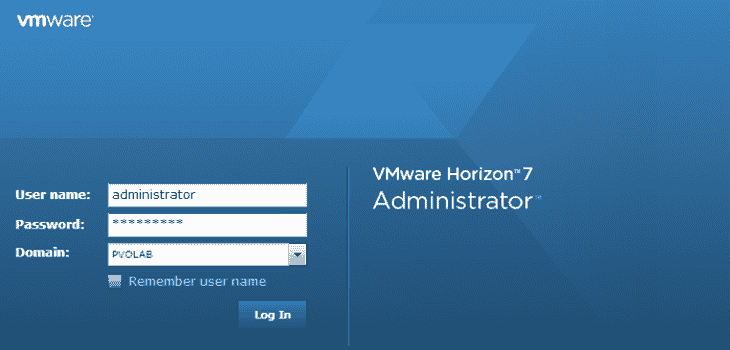 vmware®
User name: administrator
Password: *********
Domain: PVOLAB
Remember user name
Log In
VMware Horizon™ 7
Administrator™